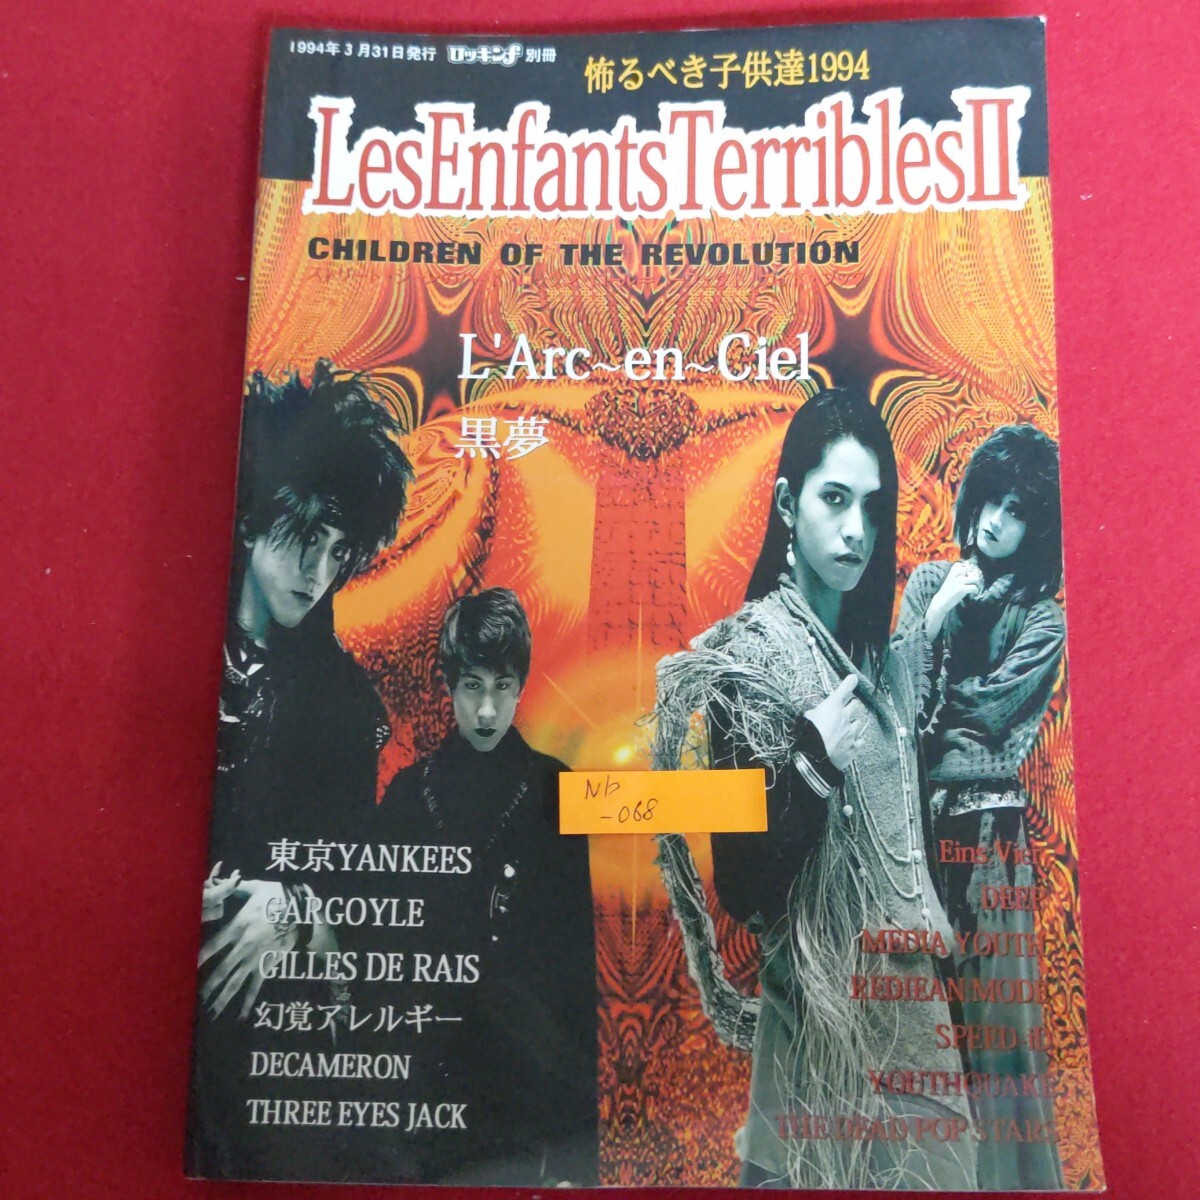 1994年3月31日発行 ロッキンf 別冊
怖るべき子供達1994
LesEnfantsTerriblesII
CHILDREN OF THE REVOLUTION
L'Arc~en~Ciel
黒夢
Nb
-068
東京YANKEES
GARGOYLE
GILLES DE RAIS
幻覚アレルギー
DECAMERON
THREE EYES JACK
Eins:Vier
DEEP
MEDIA YOUTH
REDIEAN MODE
SPEED-iD
YOUTHQUAKE
THE DEAD POP STARS